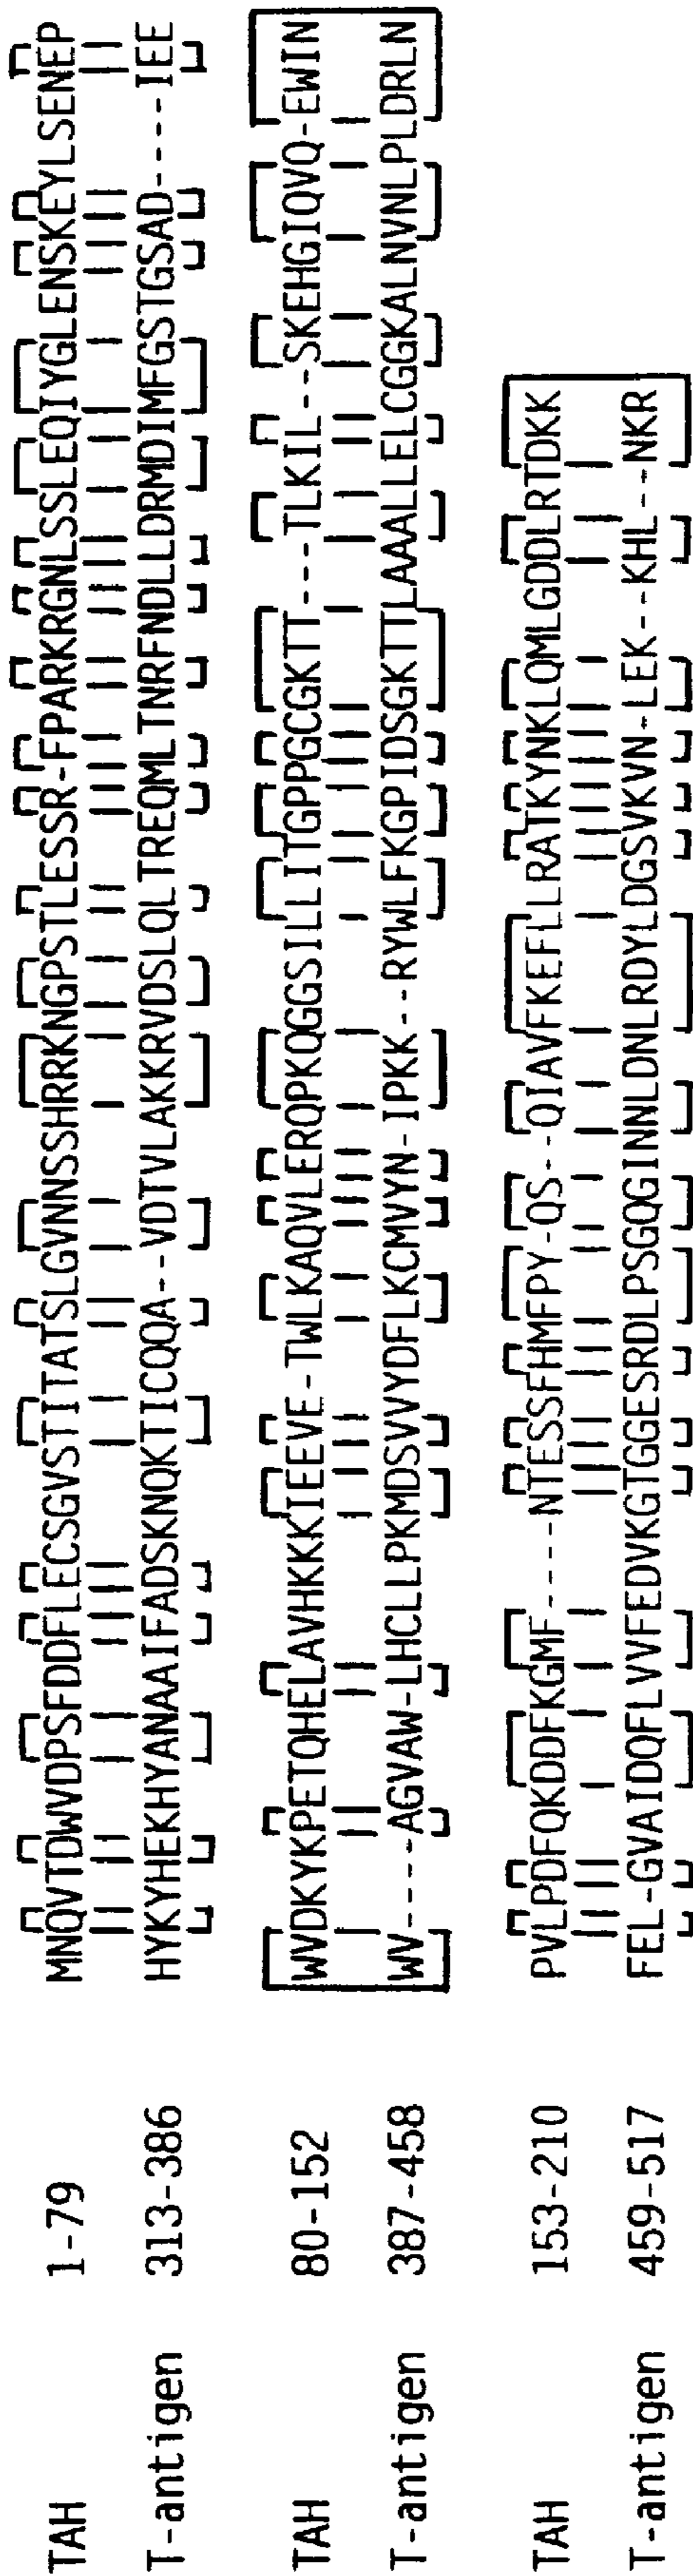 TAH 1-79 MNQVTDWVDPSFDDFLECSGVSTITATSLGVNNSSHRRKNGPSTLESSR-FPARKRGNLSSLEQIYGLENSKEYLSENEP
T-antigen 313-386 HYKYHEKHYANAAIFADSKNQKTICQQA--VDTVLAKKRVDSLQLTREQMLTNRFNDLLDRMDIMFGSTGSAD----IEE
TAH 80-152 WVDKYKPETQHELAVHKKKIEEVE-TWLKAQVLERQPKQGGSILLITGPPGCGKTT---TLKIL--SKEHGIQVQ-EWIN
T-antigen 387-458 WV----AGVAW-LHCLLPKMDSVVYDFLKCMVYN-IPKK--RYWLFKGPIDSGKTTLAAALLELCGGKALNVNLPLDRLN
TAH 153-210 PVLPDFQKDDFKGMF----NTESSFHMFPY-QS--QIAVFKEFLLRATKYNKLQMLGDDLRTDKK
T-antigen 459-517 FEL-GVAIDQFLVVFEDVKGTGGESRDLPSGQGINNLDNLRDYLDGSVKVN-LEK--KHL--NKR